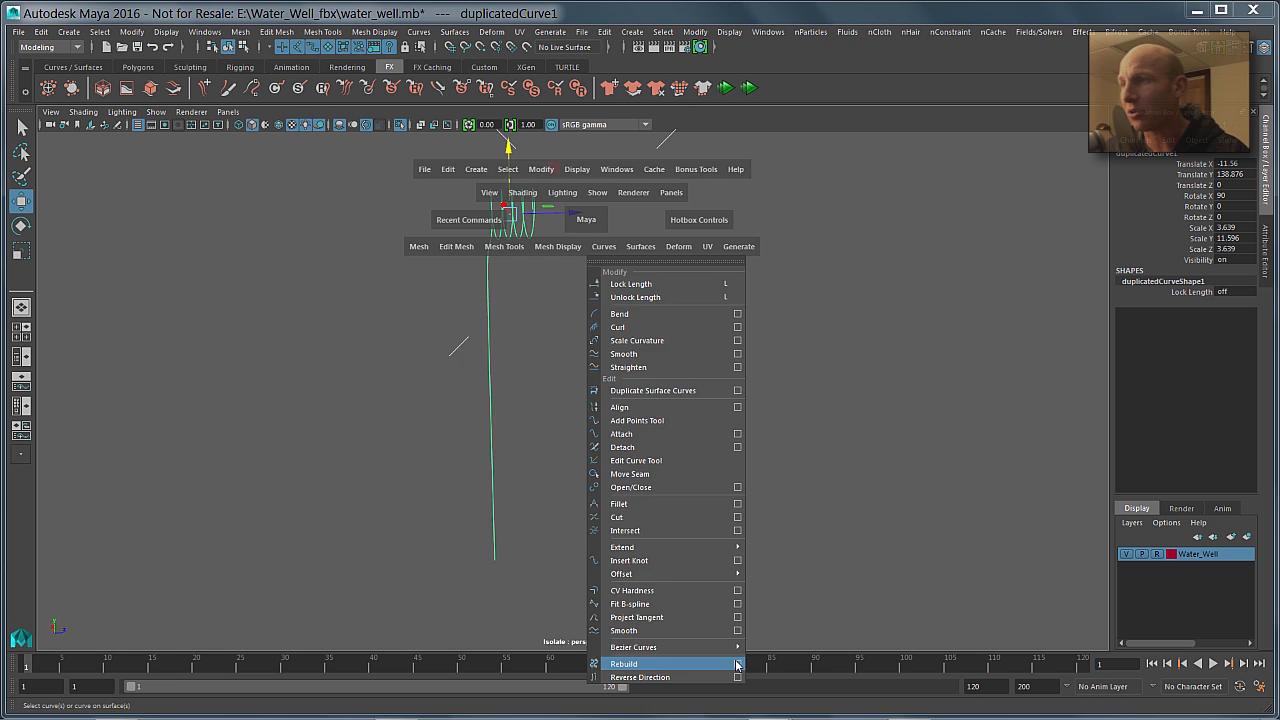 Autodesk Maya 2016 - Not for Resale: E:\Water_Well_fbx\water_well.mb* --- duplicatedCurve1
File Edit Create Select Modify Display Windows Mesh Edit Mesh Mesh Tools Mesh Display Curves Surfaces Deform UV Generate File Edit Create Select Modify Display Windows nParticles Fluids nCloth nHair nConstraint nCache Fields/Solvers
Modeling No Live Surface
Curves / Surfaces Polygons Sculpting Rigging Animation Rendering FX FX Caching Custom XGen TURTLE
View Shading Lighting Show Renderer Panels
0.00 1.00 sRGB gamma
File Edit Create Select Modify Display Windows Cache Bonus Tools Help
View Shading Lighting Show Renderer Panels
Recent Commands Maya Hotbox Controls
Mesh Edit Mesh Mesh Tools Mesh Display Curves Surfaces Deform UV Generate
Modify
Lock Length L
Unlock Length L
Bend
Curl
Scale Curvature
Smooth
Straighten
Edit
Duplicate Surface Curves
Align
Add Points Tool
Attach
Detach
Edit Curve Tool
Move Seam
Open/Close
Fillet
Cut
Intersect
Extend
Insert Knot
Offset
CV Hardness
Fit B-spline
Project Tangent
Smooth
Bezier Curves
Rebuild
Reverse Direction
Isolate : pers
duplicatedCurve1
Translate X -11.56
Translate Y 138.876
Translate Z 0
Rotate X 90
Rotate Y 0
Rotate Z 0
Scale X 3.639
Scale Y 11.596
Scale Z 3.639
Visibility on
SHAPES
duplicatedCurveShape1
Lock Length off
Channel Box / Layer Editor
Attribute Editor
Display Render Anim
Layers Options Help
V P R Water_Well
1 5 10 15 20 25 30 35 40 45 50 55 60 85 90 95 100 105 110 115 120 1
1 1 1 120 120 200 No Anim Layer No Character Set
Select curve(s) or curve on surface(s)